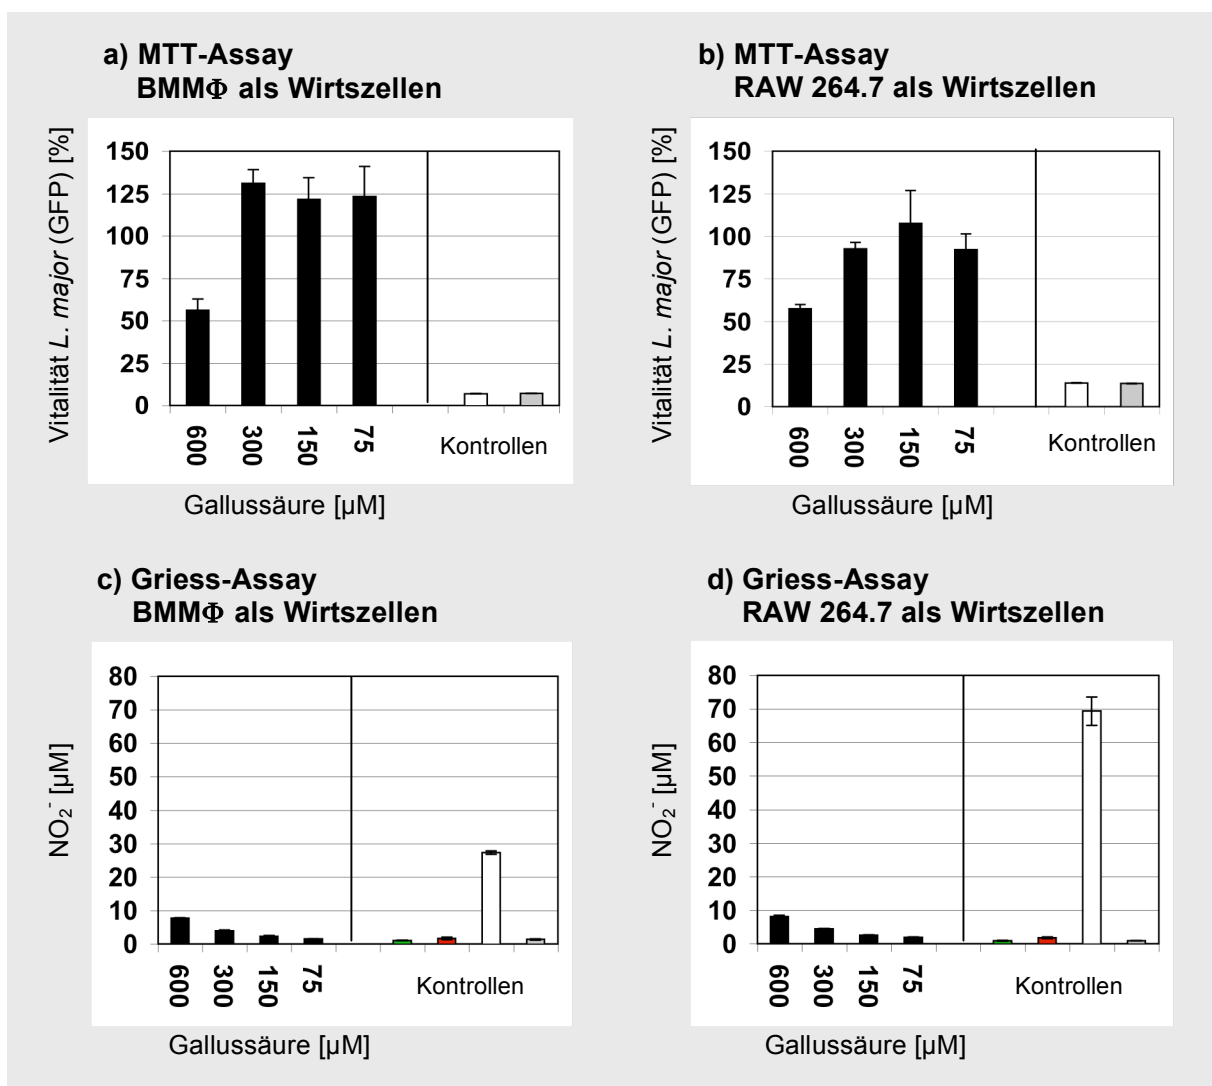 a) MTT-Assay
BMMΦ als Wirtszellen
Vitalität L. major (GFP) [%]
150
125
100
75
50
25
0
600
300
150
75
Kontrollen
Gallussäure [µM]
b) MTT-Assay
RAW 264.7 als Wirtszellen
Vitalität L. major (GFP) [%]
150
125
100
75
50
25
0
600
300
150
75
Kontrollen
Gallussäure [µM]
c) Griess-Assay
BMMΦ als Wirtszellen
NO₂⁻ [µM]
80
70
60
50
40
30
20
10
0
600
300
150
75
Kontrollen
Gallussäure [µM]
d) Griess-Assay
RAW 264.7 als Wirtszellen
NO₂⁻ [µM]
80
70
60
50
40
30
20
10
0
600
300
150
75
Kontrollen
Gallussäure [µM]